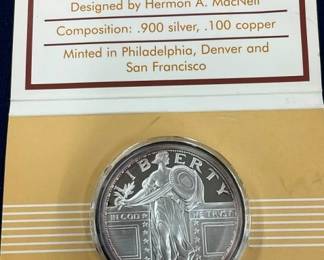 Designed by Hermon A. MacNeil
Composition: .900 silver, .100 copper
Minted in Philadelphia, Denver and
San Francisco
LIBERTY
IN GOD WE TRVST